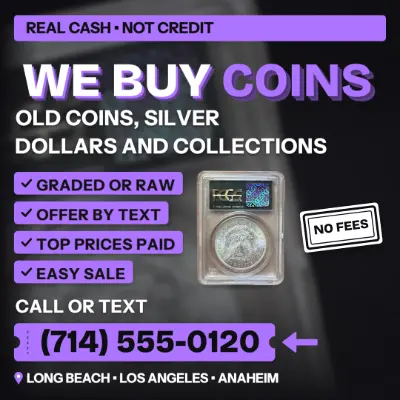 REAL CASH • NOT CREDIT
WE BUY COINS
OLD COINS, SILVER
DOLLARS AND COLLECTIONS
PCGS
✓ GRADED OR RAW
✓ OFFER BY TEXT
✓ TOP PRICES PAID
✓ EASY SALE
NO FEES
CALL OR TEXT
(714) 555-0120
LONG BEACH • LOS ANGELES • ANAHEIM